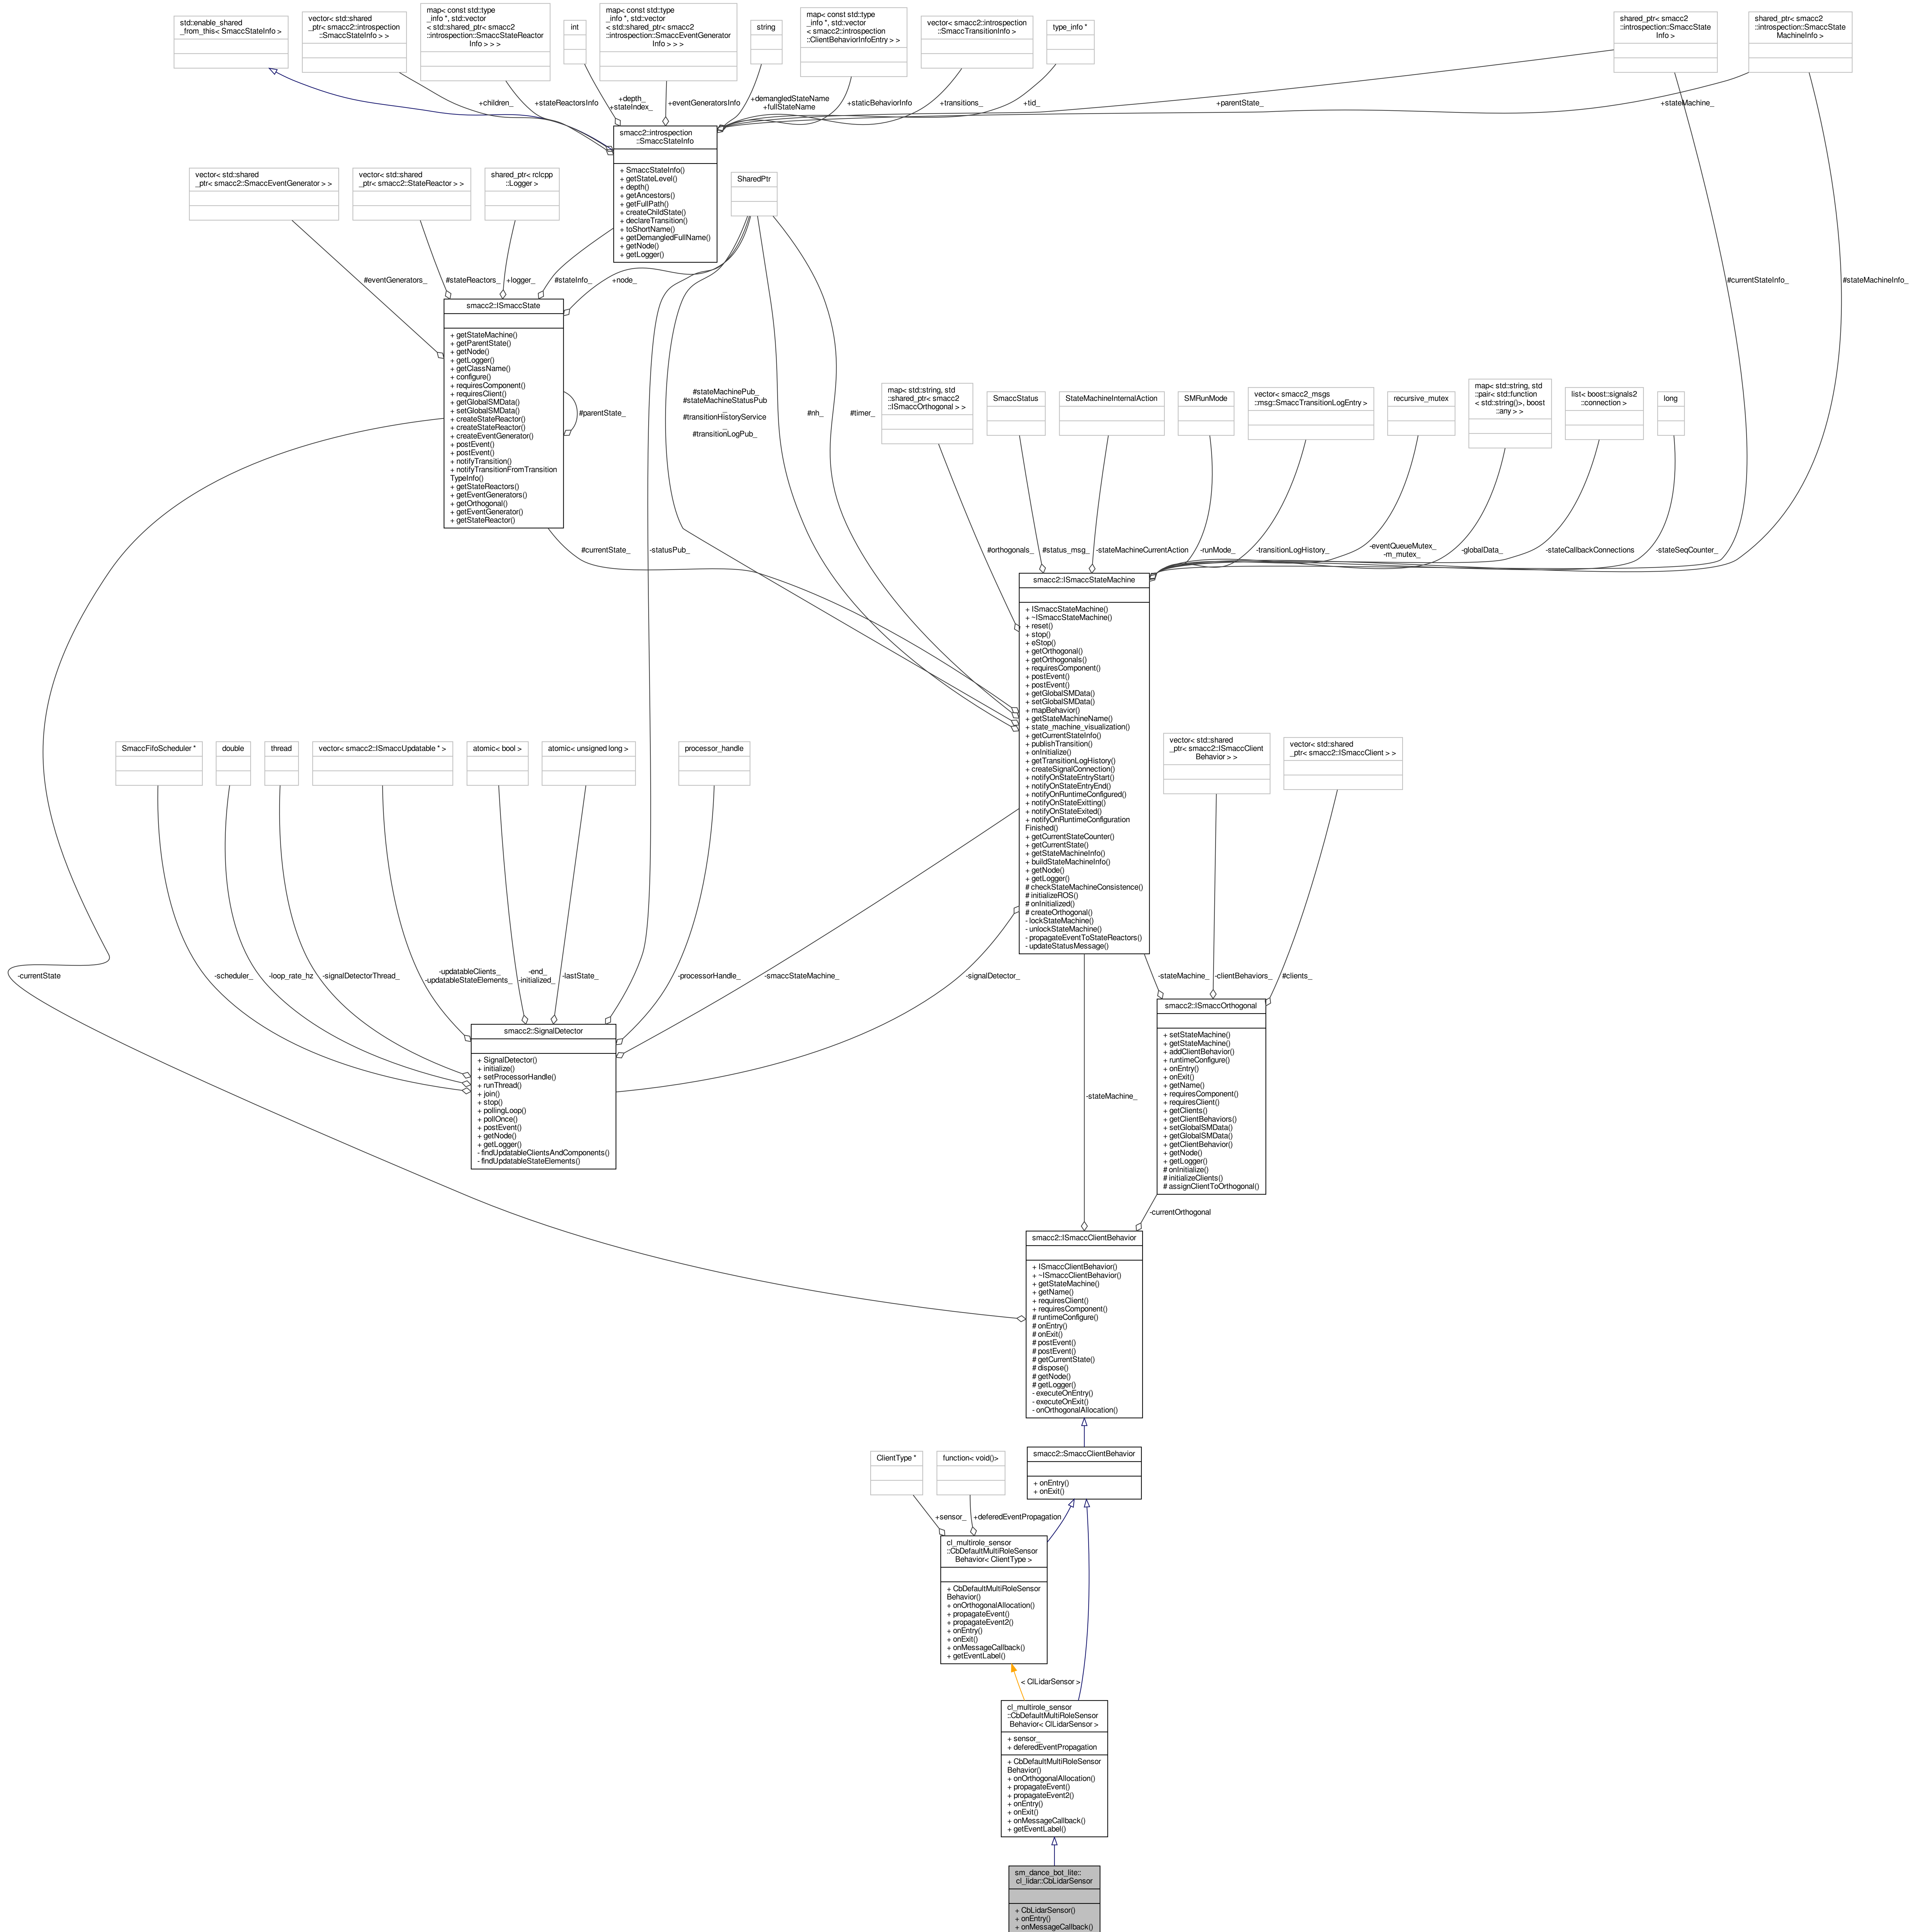 std::enable_shared
_from_this< SmaccStateInfo >
vector< std::shared
_ptr< smacc2::introspection
::SmaccStateInfo > >
map< const std::type
_info *, std::vector
< std::shared_ptr< smacc2
::introspection::SmaccStateReactor
Info > > >
int
map< const std::type
_info *, std::vector
< std::shared_ptr< smacc2
::introspection::SmaccEventGenerator
Info > > >
string
map< const std::type
_info *, std::vector
< smacc2::introspection
::ClientBehaviorInfoEntry > >
vector< smacc2::introspection
::SmaccTransitionInfo >
type_info *
shared_ptr< smacc2
::introspection::SmaccState
Info >
shared_ptr< smacc2
::introspection::SmaccState
MachineInfo >
+children_
+stateReactorsInfo
+depth_
+stateIndex_
+eventGeneratorsInfo
+demangledStateName
+fullStateName
+staticBehaviorInfo
+transitions_
+tid_
+parentState_
+stateMachine_
smacc2::introspection
::SmaccStateInfo
+ SmaccStateInfo()
+ getStateLevel()
+ depth()
+ getAncestors()
+ getFullPath()
+ createChildState()
+ declareTransition()
+ toShortName()
+ getDemangledFullName()
+ getNode()
+ getLogger()
vector< std::shared
_ptr< smacc2::SmaccEventGenerator > >
vector< std::shared
_ptr< smacc2::StateReactor > >
shared_ptr< rclcpp
::Logger >
SharedPtr
#eventGenerators_
#stateReactors_
+logger_
#stateInfo_
+node_
#currentStateInfo_
#stateMachineInfo_
smacc2::ISmaccState
+ getStateMachine()
+ getParentState()
+ getNode()
+ getLogger()
+ getClassName()
+ configure()
+ requiresComponent()
+ requiresClient()
+ getGlobalSMData()
+ setGlobalSMData()
+ createStateReactor()
+ createStateReactor()
+ createEventGenerator()
+ postEvent()
+ postEvent()
+ notifyTransition()
+ notifyTransitionFromTransition
TypeInfo()
+ getStateReactors()
+ getEventGenerators()
+ getOrthogonal()
+ getEventGenerator()
+ getStateReactor()
#parentState_
#stateMachinePub_
#stateMachineStatusPub
_
#transitionHistoryService
_
#transitionLogPub_
#nh_
#timer_
map< std::string, std
::shared_ptr< smacc2
::ISmaccOrthogonal > >
SmaccStatus
StateMachineInternalAction
SMRunMode
vector< smacc2_msgs
::msg::SmaccTransitionLogEntry >
recursive_mutex
map< std::string, std
::pair< std::function
< std::string()>, boost
::any > >
list< boost::signals2
::connection >
long
#currentState_
-statusPub_
#orthogonals_
#status_msg_
-stateMachineCurrentAction
-runMode_
-transitionLogHistory_
-eventQueueMutex_
-m_mutex_
-globalData_
-stateCallbackConnections
-stateSeqCounter_
smacc2::ISmaccStateMachine
+ ISmaccStateMachine()
+ ~ISmaccStateMachine()
+ reset()
+ stop()
+ eStop()
+ getOrthogonal()
+ getOrthogonals()
+ requiresComponent()
+ postEvent()
+ postEvent()
+ getGlobalSMData()
+ setGlobalSMData()
+ mapBehavior()
+ getStateMachineName()
+ state_machine_visualization()
+ getCurrentStateInfo()
+ publishTransition()
+ onInitialize()
+ getTransitionLogHistory()
+ createSignalConnection()
+ notifyOnStateEntryStart()
+ notifyOnStateEntryEnd()
+ notifyOnRuntimeConfigured()
+ notifyOnStateExitting()
+ notifyOnStateExited()
+ notifyOnRuntimeConfiguration
Finished()
+ getCurrentStateCounter()
+ getCurrentState()
+ getStateMachineInfo()
+ buildStateMachineInfo()
+ getNode()
+ getLogger()
# checkStateMachineConsistence()
# initializeROS()
# onInitialized()
# createOrthogonal()
- lockStateMachine()
- unlockStateMachine()
- propagateEventToStateReactors()
- updateStatusMessage()
SmaccFifoScheduler *
double
thread
vector< smacc2::ISmaccUpdatable * >
atomic< bool >
atomic< unsigned long >
processor_handle
vector< std::shared
_ptr< smacc2::ISmaccClient
Behavior > >
vector< std::shared
_ptr< smacc2::ISmaccClient > >
-currentState
-scheduler_
-loop_rate_hz
-signalDetectorThread_
-updatableClients_
-updatableStateElements_
-end_
-initialized_
-lastState_
-processorHandle_
-smaccStateMachine_
-signalDetector_
-stateMachine_
-clientBehaviors_
#clients_
smacc2::SignalDetector
+ SignalDetector()
+ initialize()
+ setProcessorHandle()
+ runThread()
+ join()
+ stop()
+ pollingLoop()
+ pollOnce()
+ postEvent()
+ getNode()
+ getLogger()
- findUpdatableClientsAndComponents()
- findUpdatableStateElements()
smacc2::ISmaccOrthogonal
+ setStateMachine()
+ getStateMachine()
+ addClientBehavior()
+ runtimeConfigure()
+ onEntry()
+ onExit()
+ getName()
+ requiresComponent()
+ requiresClient()
+ getClients()
+ getClientBehaviors()
+ setGlobalSMData()
+ getGlobalSMData()
+ getClientBehavior()
+ getNode()
+ getLogger()
# onInitialize()
# initializeClients()
# assignClientToOrthogonal()
-stateMachine_
-currentOrthogonal
smacc2::ISmaccClientBehavior
+ ISmaccClientBehavior()
+ ~ISmaccClientBehavior()
+ getStateMachine()
+ getName()
+ requiresClient()
+ requiresComponent()
# runtimeConfigure()
# onEntry()
# onExit()
# postEvent()
# postEvent()
# getCurrentState()
# dispose()
# getNode()
# getLogger()
- executeOnEntry()
- executeOnExit()
- onOrthogonalAllocation()
ClientType *
function< void()>
smacc2::SmaccClientBehavior
+ onEntry()
+ onExit()
+sensor_
+deferedEventPropagation
cl_multirole_sensor
::CbDefaultMultiRoleSensor
Behavior< ClientType >
+ CbDefaultMultiRoleSensor
Behavior()
+ onOrthogonalAllocation()
+ propagateEvent()
+ propagateEvent2()
+ onEntry()
+ onExit()
+ onMessageCallback()
+ getEventLabel()
< ClLidarSensor >
cl_multirole_sensor
::CbDefaultMultiRoleSensor
Behavior< ClLidarSensor >
+ sensor_
+ deferedEventPropagation
+ CbDefaultMultiRoleSensor
Behavior()
+ onOrthogonalAllocation()
+ propagateEvent()
+ propagateEvent2()
+ onEntry()
+ onExit()
+ onMessageCallback()
+ getEventLabel()
sm_dance_bot_lite::
cl_lidar::CbLidarSensor
+ CbLidarSensor()
+ onEntry()
+ onMessageCallback()